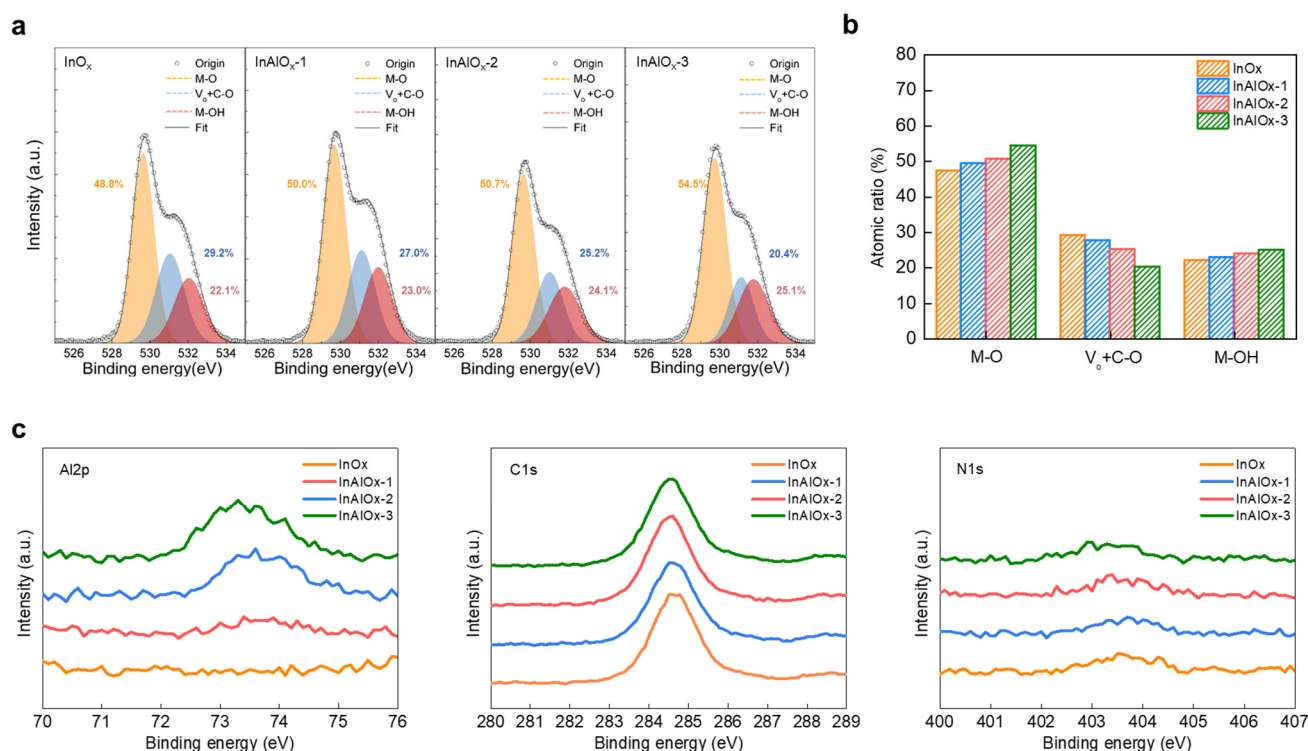 a
InOX
Origin
M-O
Vo+C-O
M-OH
Fit
48.8%
29.2%
22.1%
526 528 530 532 534
Binding energy(eV)
InAlOX-1
Origin
M-O
Vo+C-O
M-OH
Fit
50.0%
27.0%
23.0%
526 528 530 532 534
Binding energy(eV)
InAlOX-2
Origin
M-O
Vo+C-O
M-OH
Fit
50.7%
25.2%
24.1%
526 528 530 532 534
Binding energy(eV)
InAlOX-3
Origin
M-O
Vo+C-O
M-OH
Fit
54.5%
20.4%
25.1%
526 528 530 532 534
Binding energy(eV)
Intensity (a.u.)
b
InOx
InAlOx-1
InAlOx-2
InAlOx-3
80
70
60
50
40
30
20
10
0
Atomic ratio (%)
M-O Vo+C-O M-OH
c
Al2p
InOx
InAlOx-1
InAlOx-2
InAlOx-3
Intensity (a.u.)
70 71 72 73 74 75 76
Binding energy (eV)
C1s
InOx
InAlOx-1
InAlOx-2
InAlOx-3
Intensity (a.u.)
280 281 282 283 284 285 286 287 288 289
Binding energy (eV)
N1s
InOx
InAlOx-1
InAlOx-2
InAlOx-3
Intensity (a.u.)
400 401 402 403 404 405 406 407
Binding energy (eV)